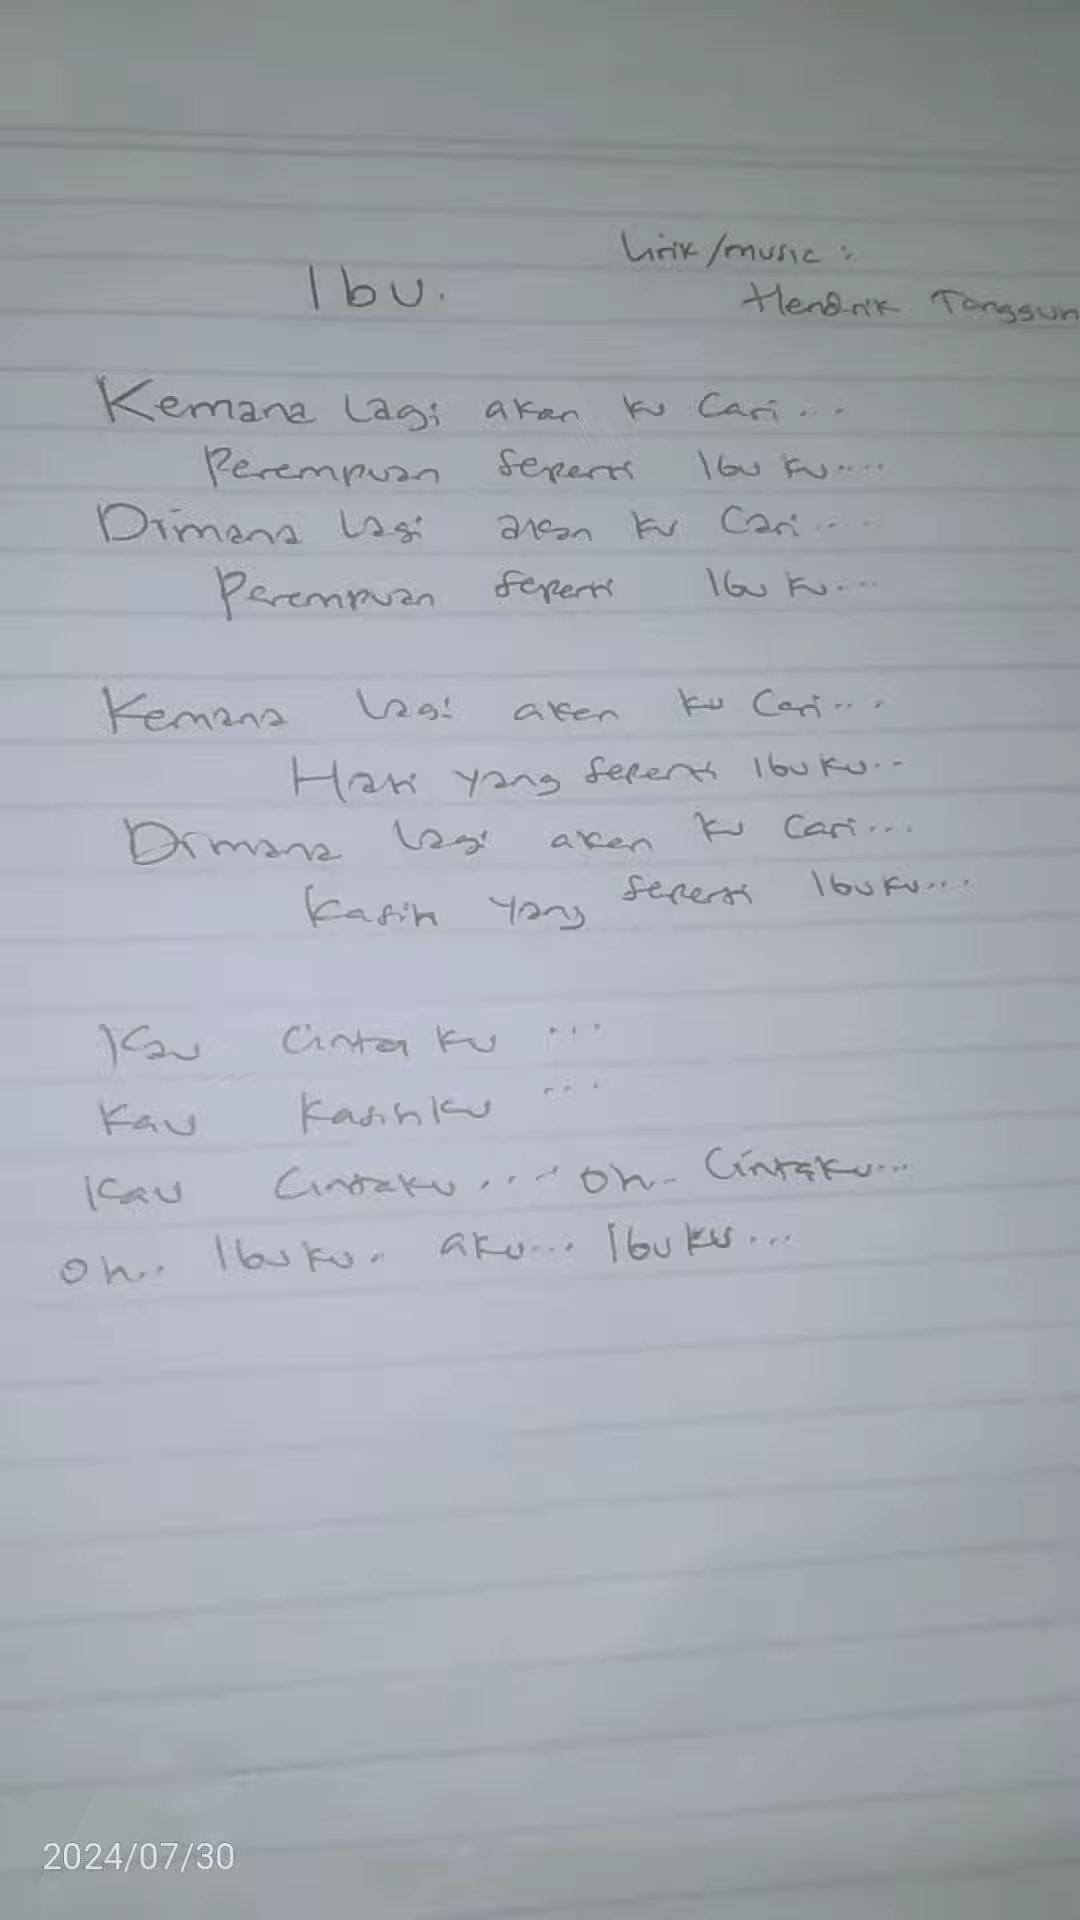 Lirik/music :
Ibu.
Hendrik Tanggsun
Kemana Lagi akan ku Cari...
Perempuan seperti Ibu ku....
Dimana Lagi akan ku Cari....
Perempuan seperti Ibu ku....
Kemana Lagi akan ku Cari....
Hati yang seperti Ibuku...
Dimana Lagi akan ku Cari...
Kasih yang seperti Ibuku....
Kau Cinta ku ...
Kau Kasihku ...
Kau Cintaku .... oh.. Cintaku...
oh.. Ibuku.. aku... Ibuku...
2024/07/30